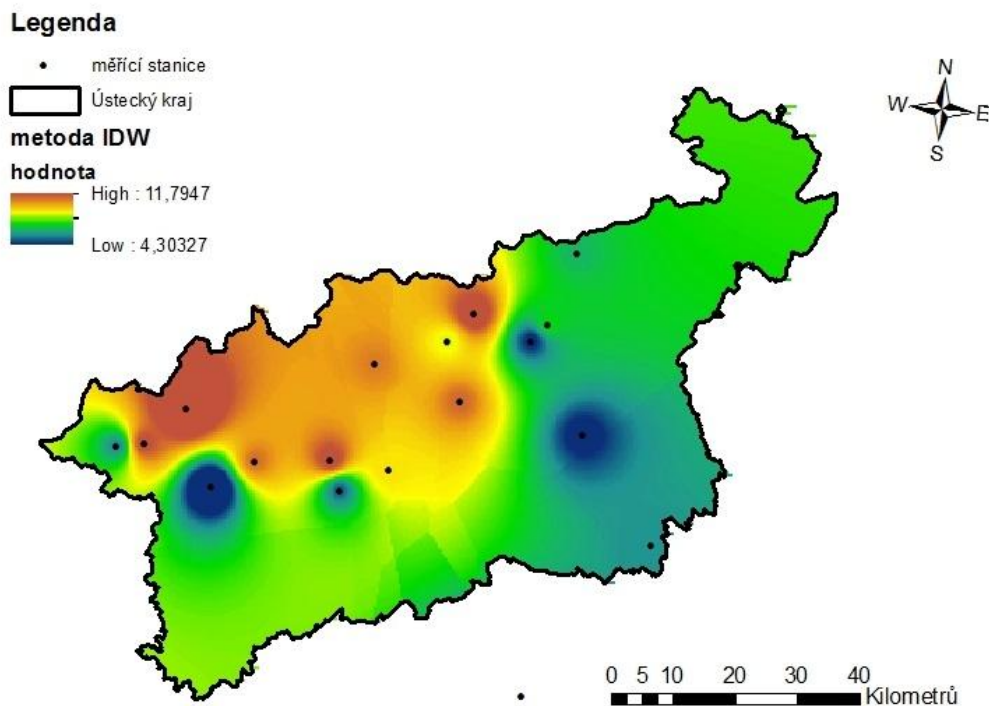 Legenda
měřící stanice
Ústecký kraj
metoda IDW
hodnota
High : 11,7947
Low : 4,30327
N
W E
S
0 5 10 20 30 40
Kilometrů